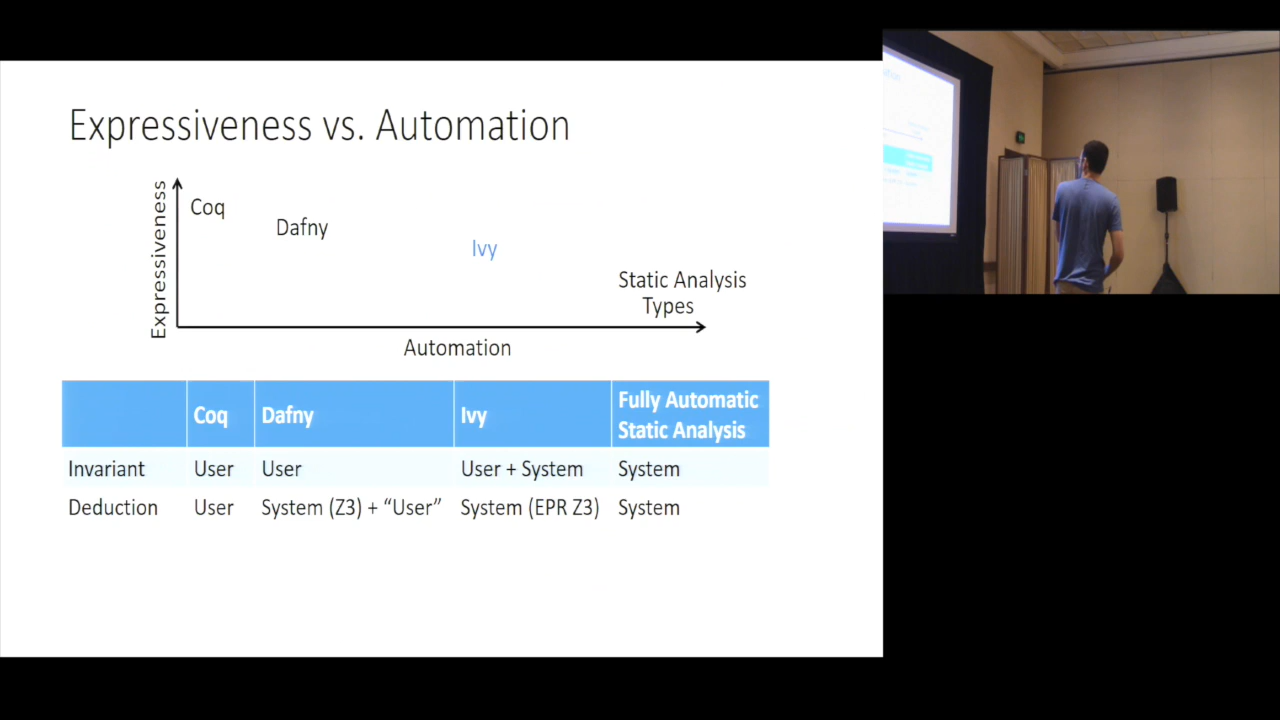 Expressiveness vs. Automation
Expressiveness
Coq
Dafny
Ivy
Static Analysis
Types
Automation
Coq Dafny Ivy Fully Automatic Static Analysis
Invariant User User User + System System
Deduction User System (Z3) + “User” System (EPR Z3) System